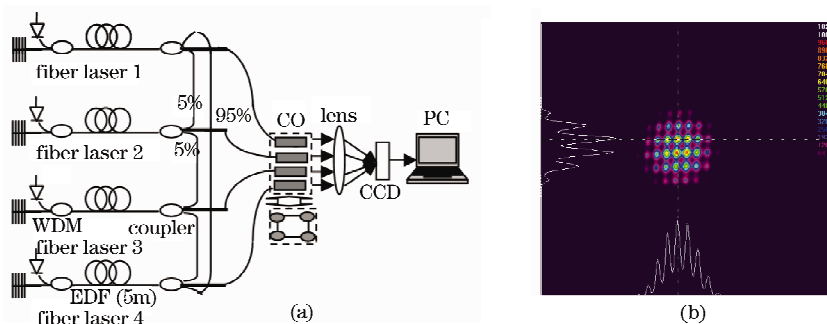 fiber laser 1
5%
95%
CO
lens
PC
fiber laser 2
5%
CCD
WDM
coupler
fiber laser 3
EDF (5m)
fiber laser 4
(a)
(b)